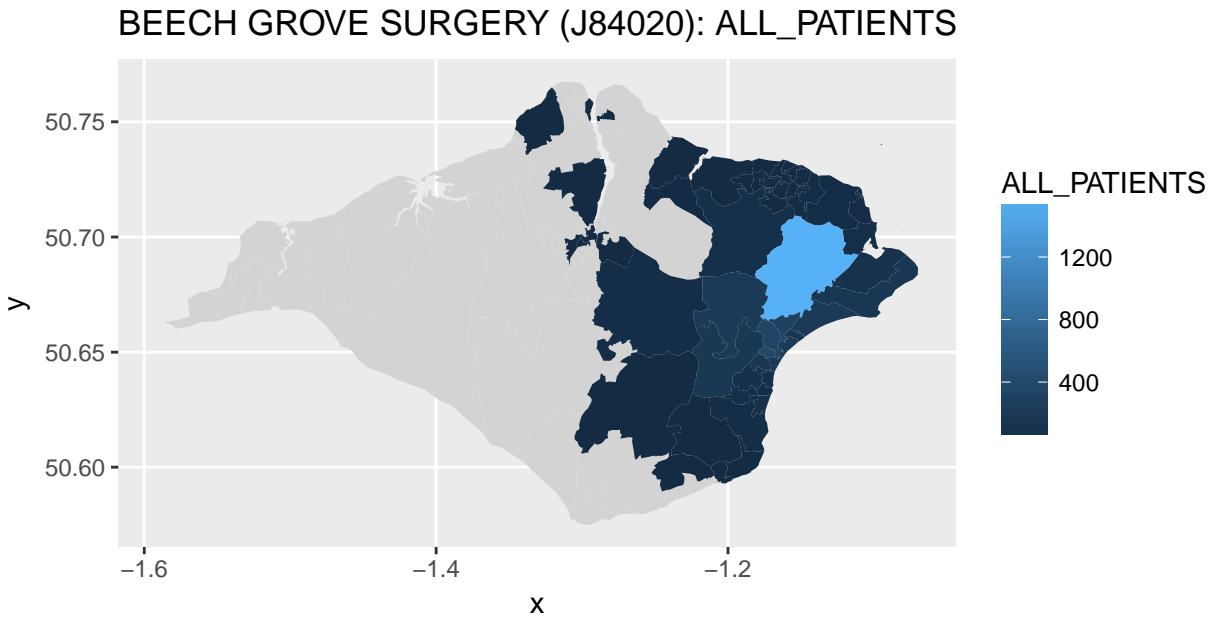 BEECH GROVE SURGERY (J84020): ALL_PATIENTS
50.75
50.70
50.65
50.60
y
−1.6
−1.4
−1.2
x
ALL_PATIENTS
1200
800
400